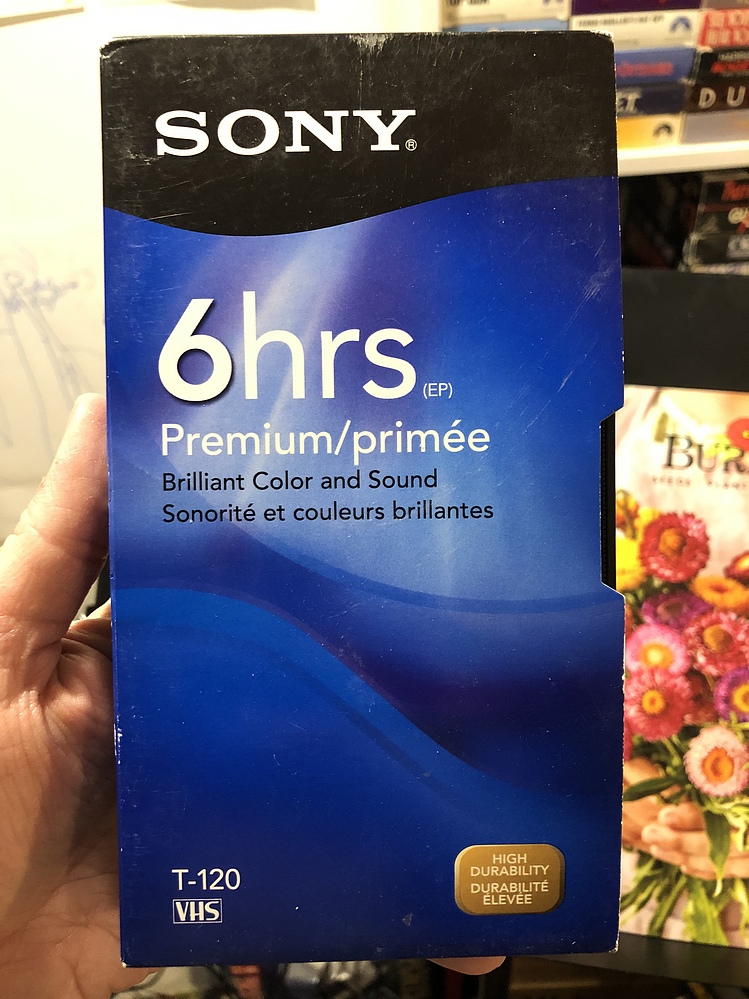 SONY®
6hrs (EP)
Premium/primée
Brilliant Color and Sound
Sonorité et couleurs brillantes
T-120
VHS
HIGH
DURABILITY
DURABILITÉ
ÉLEVÉE
BUR